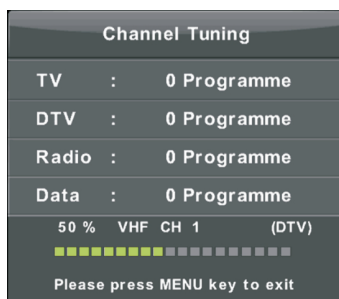 Channel Tuning
TV : 0 Programme
DTV : 0 Programme
Radio : 0 Programme
Data : 0 Programme
50 % VHF CH 1 (DTV)
Please press MENU key to exit